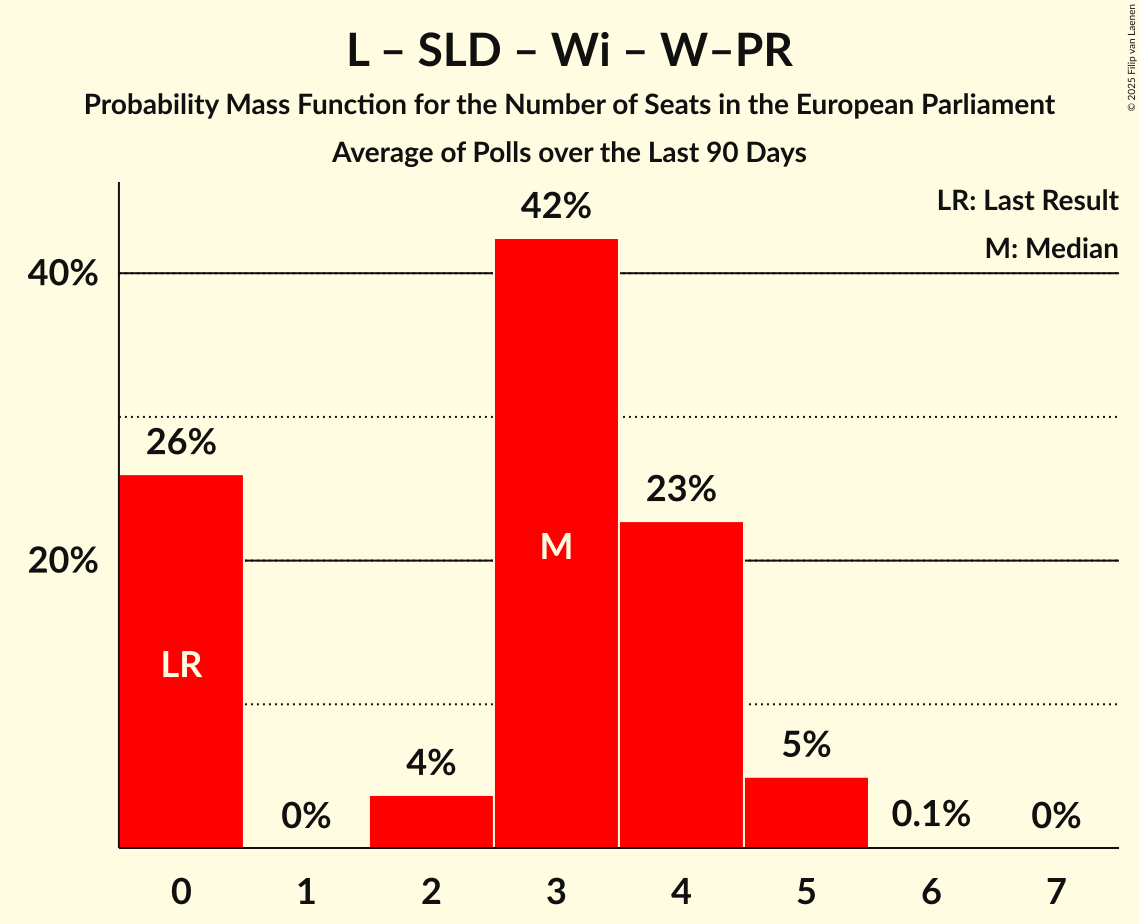 L – SLD – Wi – W–PR
Probability Mass Function for the Number of Seats in the European Parliament
Average of Polls over the Last 90 Days
© 2025 Filip van Laenen
LR: Last Result
M: Median
42%
40%
26%
23%
M
20%
LR
5%
4%
0%
0.1%
0%
0 1 2 3 4 5 6 7